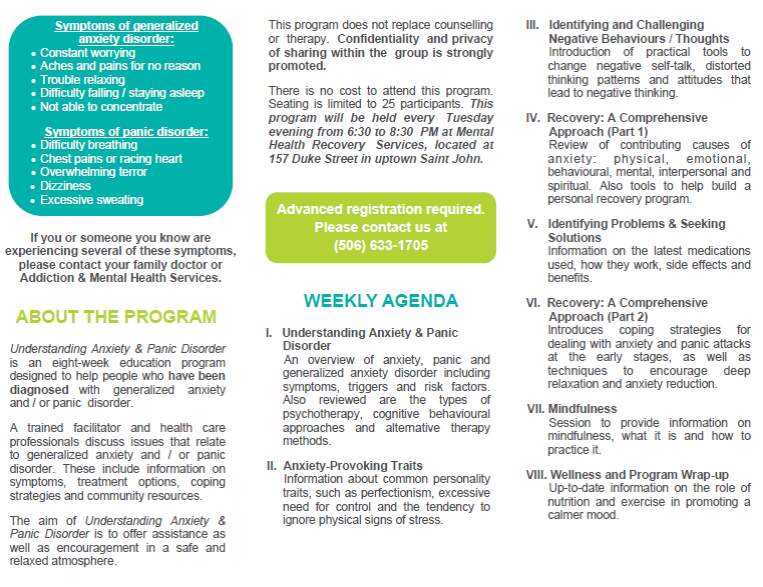 Symptoms of generalized
anxiety disorder:
• Constant worrying
• Aches and pains for no reason
• Trouble relaxing
• Difficulty falling / staying asleep
• Not able to concentrate
Symptoms of panic disorder:
• Difficulty breathing
• Chest pains or racing heart
• Overwhelming terror
• Dizziness
• Excessive sweating
If you or someone you know are
experiencing several of these symptoms,
please contact your family doctor or
Addiction & Mental Health Services.
ABOUT THE PROGRAM
Understanding Anxiety & Panic Disorder
is an eight-week education program
designed to help people who have been
diagnosed with generalized anxiety
and / or panic disorder.
A trained facilitator and health care
professionals discuss issues that relate
to generalized anxiety and / or panic
disorder. These include information on
symptoms, treatment options, coping
strategies and community resources.
The aim of Understanding Anxiety &
Panic Disorder is to offer assistance as
well as encouragement in a safe and
relaxed atmosphere.
This program does not replace counselling
or therapy. Confidentiality and privacy
of sharing within the group is strongly
promoted.
There is no cost to attend this program.
Seating is limited to 25 participants. This
program will be held every Tuesday
evening from 6:30 to 8:30 PM at Mental
Health Recovery Services, located at
157 Duke Street in uptown Saint John.
Advanced registration required.
Please contact us at
(506) 633-1705
WEEKLY AGENDA
I. Understanding Anxiety & Panic
Disorder
An overview of anxiety, panic and
generalized anxiety disorder including
symptoms, triggers and risk factors.
Also reviewed are the types of
psychotherapy, cognitive behavioural
approaches and alternative therapy
methods.
II. Anxiety-Provoking Traits
Information about common personality
traits, such as perfectionism, excessive
need for control and the tendency to
ignore physical signs of stress.
III. Identifying and Challenging
Negative Behaviours / Thoughts
Introduction of practical tools to
change negative self-talk, distorted
thinking patterns and attitudes that
lead to negative thinking.
IV. Recovery: A Comprehensive
Approach (Part 1)
Review of contributing causes of
anxiety: physical, emotional,
behavioural, mental, interpersonal and
spiritual. Also tools to help build a
personal recovery program.
V. Identifying Problems & Seeking
Solutions
Information on the latest medications
used, how they work, side effects and
benefits.
VI. Recovery: A Comprehensive
Approach (Part 2)
Introduces coping strategies for
dealing with anxiety and panic attacks
at the early stages, as well as
techniques to encourage deep
relaxation and anxiety reduction.
VII. Mindfulness
Session to provide information on
mindfulness, what it is and how to
practice it.
VIII. Wellness and Program Wrap-up
Up-to-date information on the role of
nutrition and exercise in promoting a
calmer mood.